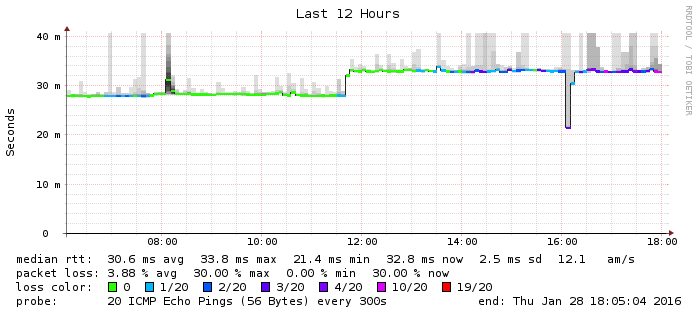 Last 12 Hours
RRDTOOL / TOBI OETIKER
Seconds
40 m
30 m
20 m
10 m
0
08:00 10:00 12:00 14:00 16:00 18:00
median rtt: 30.6 ms avg 33.8 ms max 21.4 ms min 32.8 ms now 2.5 ms sd 12.1 am/s
packet loss: 3.88 % avg 30.00 % max 0.00 % min 30.00 % now
loss color: 0 1/20 2/20 3/20 4/20 10/20 19/20
probe: 20 ICMP Echo Pings (56 Bytes) every 300s end: Thu Jan 28 18:05:04 2016